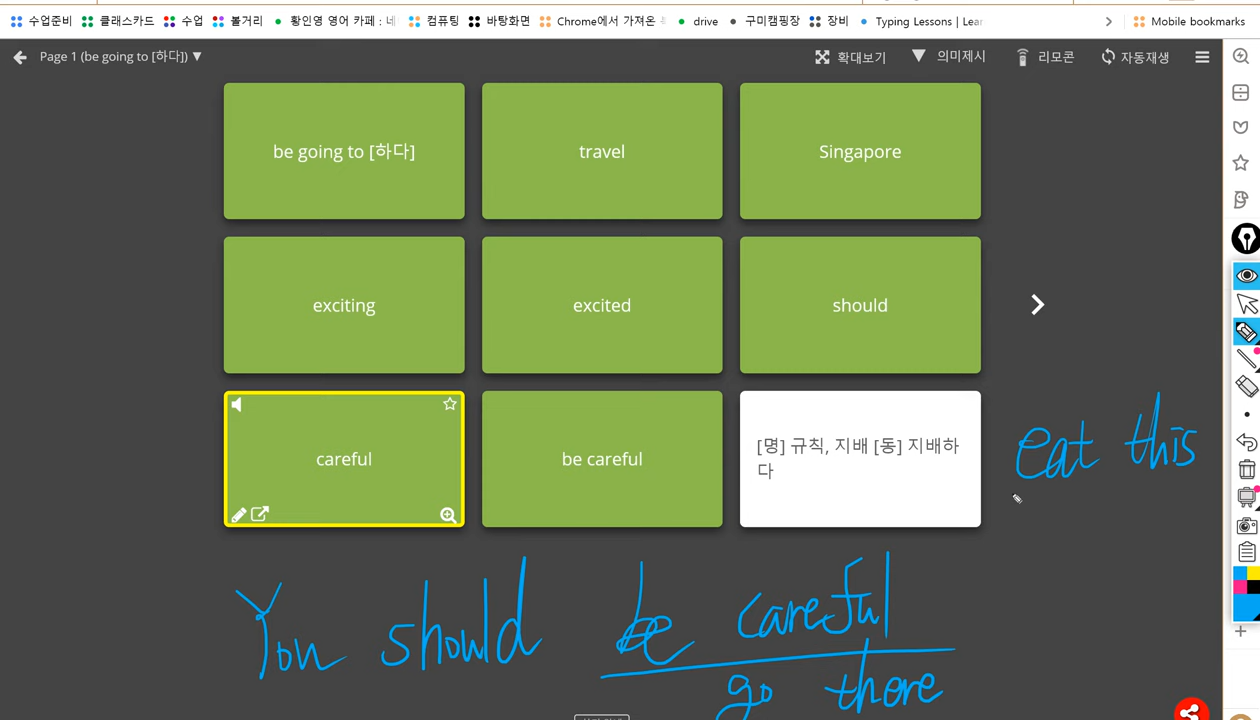 수업준비 클래스카드 수업 볼거리 황인영 영어 카페 : 네 컴퓨팅 바탕화면 Chrome에서 가져온 drive 구미캠핑장 장비 Typing Lessons | Lear Mobile bookmarks
Page 1 (be going to [하다]) ▼ 확대보기 ▼ 의미제시 리모콘 자동재생
be going to [하다] travel Singapore
exciting excited should
careful be careful [명] 규칙, 지배 [동] 지배하
다
eat this
You should be careful
go there